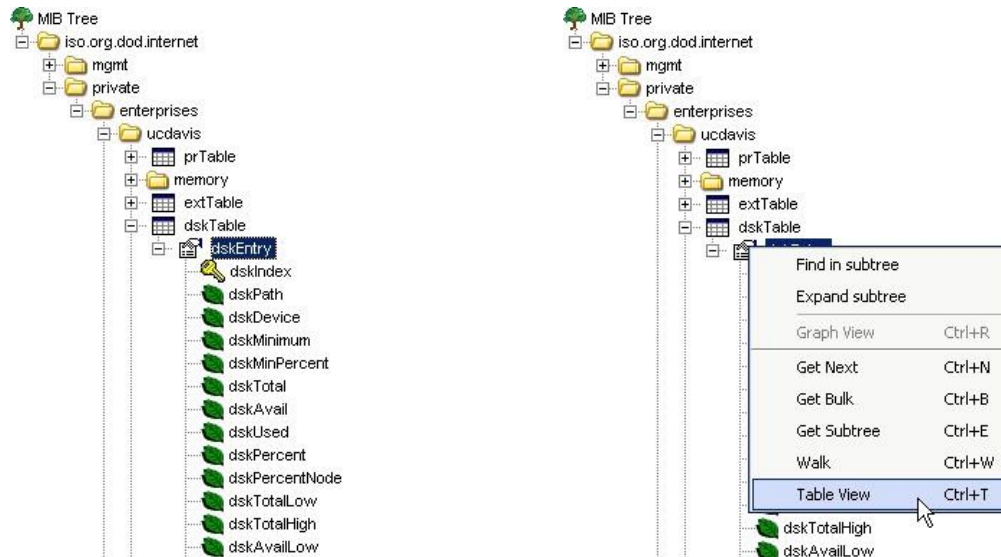 MIB Tree
iso.org.dod.internet
mgmt
private
enterprises
ucdavis
prTable
memory
extTable
dskTable
dskEntry
dskIndex
dskPath
dskDevice
dskMinimum
dskMinPercent
dskTotal
dskAvail
dskUsed
dskPercent
dskPercentNode
dskTotalLow
dskTotalHigh
dskAvailLow
MIB Tree
iso.org.dod.internet
mgmt
private
enterprises
ucdavis
prTable
memory
extTable
dskTable
Find in subtree
Expand subtree
Graph View Ctrl+R
Get Next Ctrl+N
Get Bulk Ctrl+B
Get Subtree Ctrl+E
Walk Ctrl+W
Table View Ctrl+T
dskTotalHigh
dskAvailLow